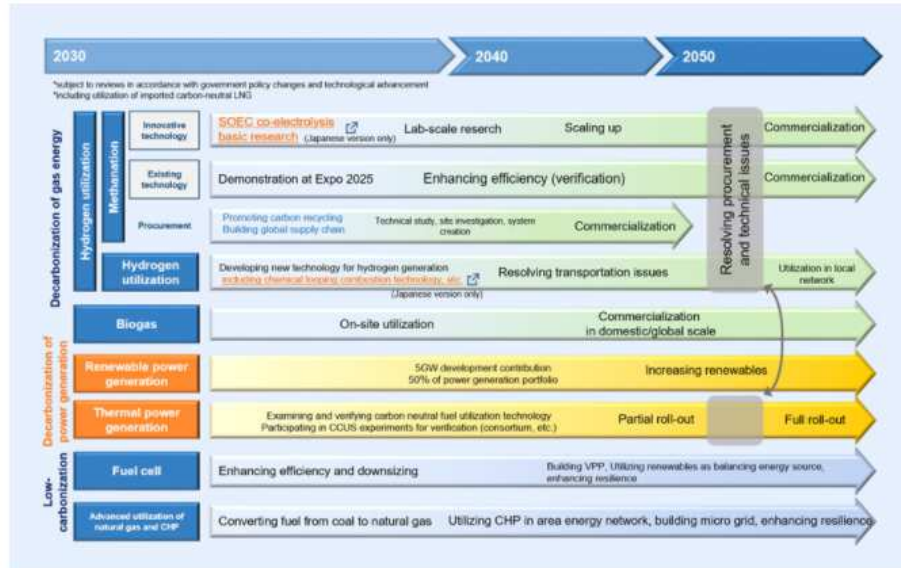 2030
2040
2050
*subject to reviews in accordance with government policy changes and technological advancement
*including utilization of imported carbon-neutral LNG
Decarbonization of gas energy
Hydrogen utilization
Methanation
Innovative
technology
SOEC co-electrolysis
basic research (Japanese version only)
Lab-scale reserch
Scaling up
Commercialization
Existing
technology
Demonstration at Expo 2025
Enhancing efficiency (verification)
Commercialization
Procurement
Promoting carbon recycling
Building global supply chain
Technical study, site investigation, system
creation
Commercialization
Resolving procurement
and technical issues
Hydrogen
utilization
Developing new technology for hydrogen generation
including chemical looping combustion technology, etc.
(Japanese version only)
Resolving transportation issues
Utilization in local
network
Biogas
On-site utilization
Commercialization
in domestic/global scale
Decarbonization of
power generation
Renewable power
generation
5GW development contribution
50% of power generation portfolio
Increasing renewables
Thermal power
generation
Examining and verifying carbon neutral fuel utilization technology
Participating in CCUS experiments for verification (consortium, etc.)
Partial roll-out
Full roll-out
Low-
carbonization
Fuel cell
Enhancing efficiency and downsizing
Building VPP, Utilizing renewables as balancing energy source,
enhancing resilience
Advanced utilization of
natural gas and CHP
Converting fuel from coal to natural gas
Utilizing CHP in area energy network, building micro grid, enhancing resilience